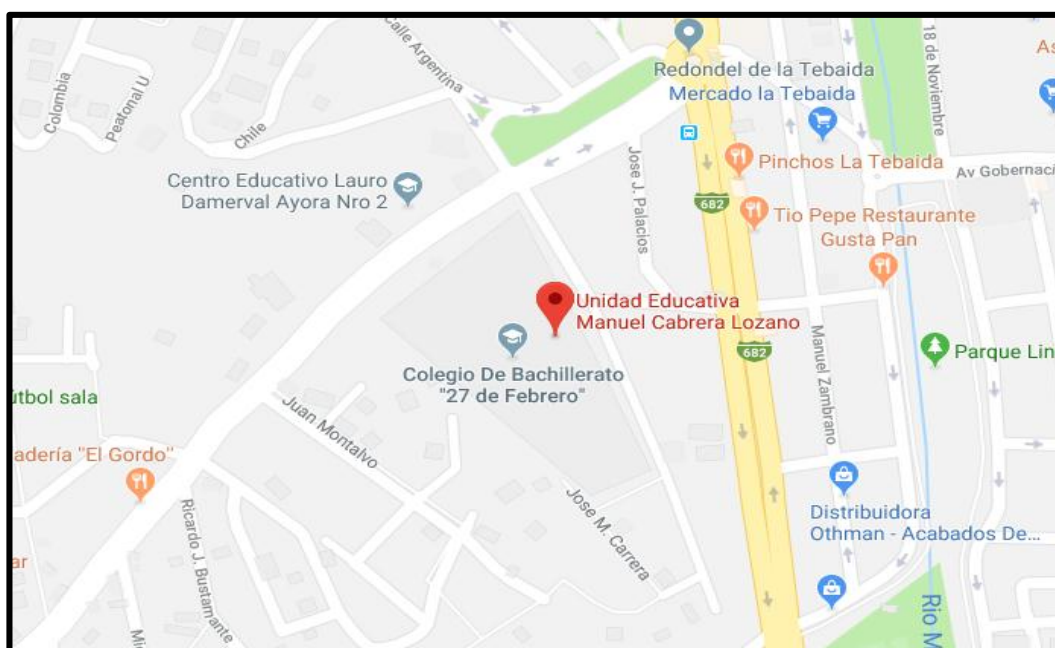 Calle Argentina
18 de Noviembre
As
Redondel de la Tebaida
Mercado la Tebaida
Colombia
Peatonal U
Chile
Pinchos La Tebaida
Av Gobernaci
Centro Educativo Lauro
Damerval Ayora Nro 2
Jose J. Palacios
682
Tio Pepe Restaurante
Gusta Pan
Unidad Educativa
Manuel Cabrera Lozano
682
Manuel Zambrano
Parque Lin
Colegio De Bachillerato
"27 de Febrero"
útbol sala
Juan Montalvo
adería "El Gordo"
Ricardo J. Bustamante
Jose M. Carrera
Distribuidora
Othman - Acabados De...
ar
Rio M
Mig